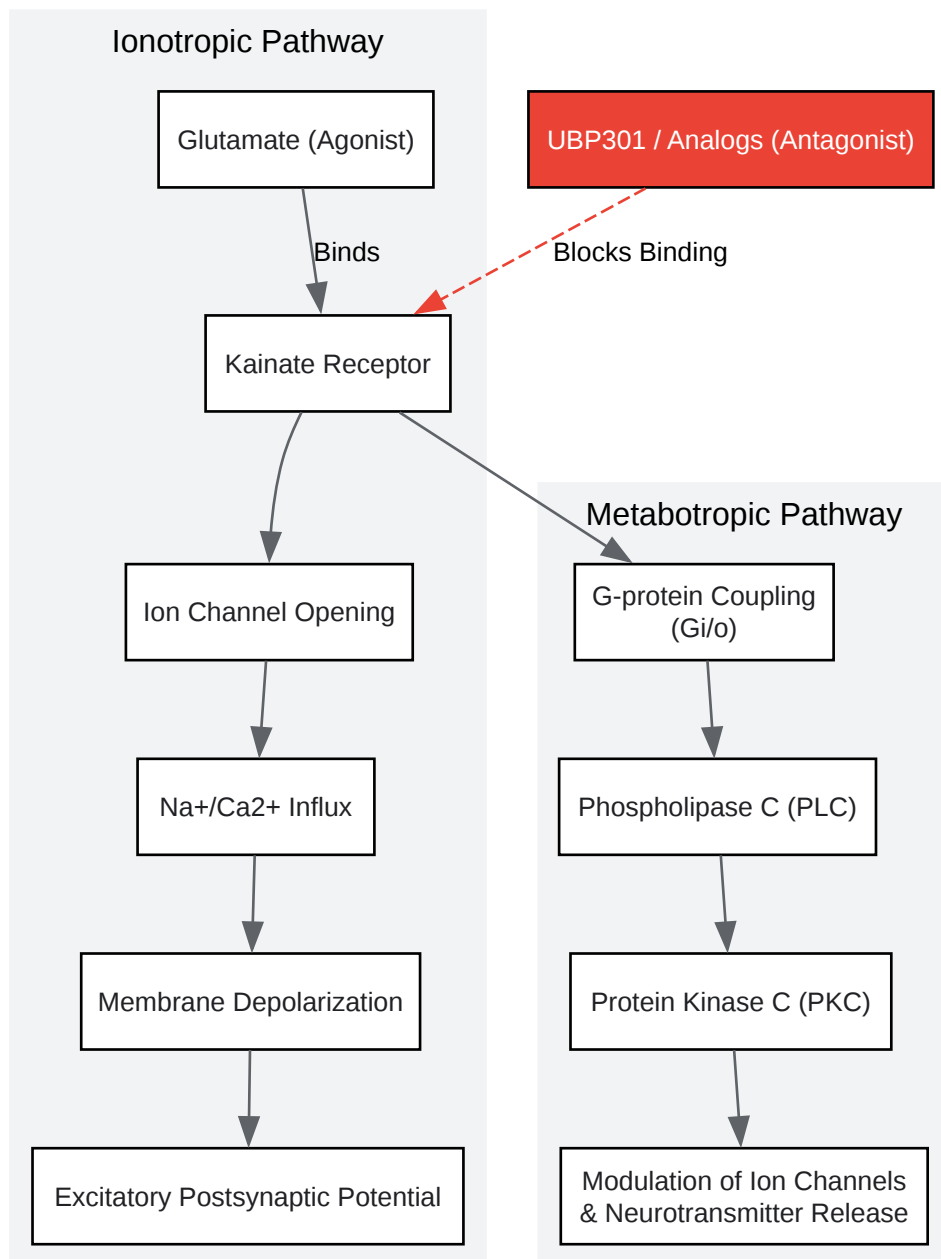 Ionotropic Pathway
Glutamate (Agonist)
UBP301 / Analogs (Antagonist)
Binds
Blocks Binding
Kainate Receptor
Metabotropic Pathway
Ion Channel Opening
G-protein Coupling
(Gi/o)
Na+/Ca2+ Influx
Phospholipase C (PLC)
Membrane Depolarization
Protein Kinase C (PKC)
Excitatory Postsynaptic Potential
Modulation of Ion Channels
& Neurotransmitter Release